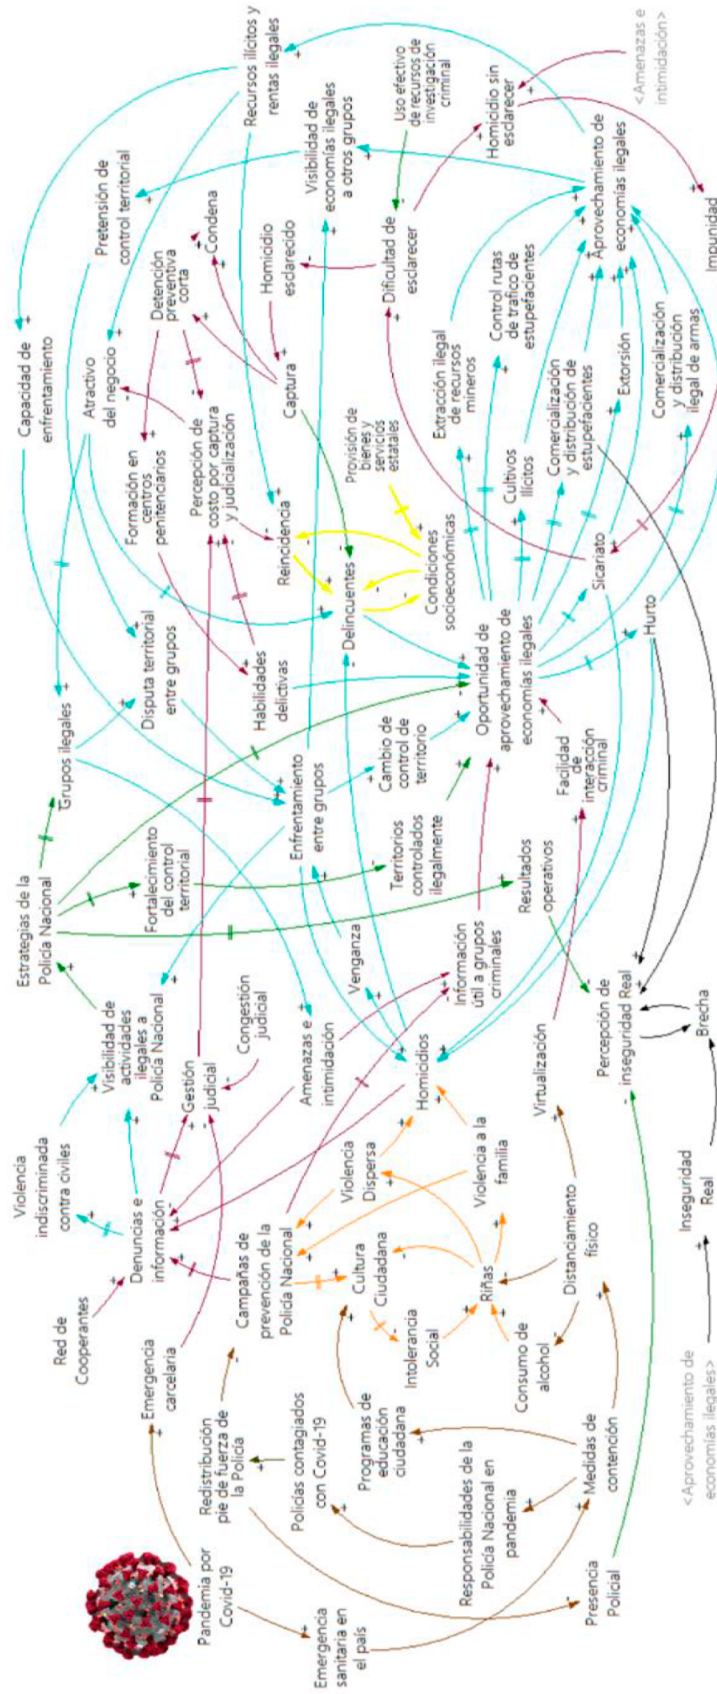 Pandemia por
Covid-19
Emergencia
sanitaria en
el país
Emergencia
carcelaria
Redistribución
pie de fuerza de
la Policía
Policías contagiados
con Covid-19
Programas de
educación
ciudadana
Responsabilidades de la
Policía Nacional en
pandemia
Medidas de
contención
Presencia
Policial
<Aprovechamiento de
economías ilegales>
Red de
Cooperantes
Violencia
indiscriminada
contra civiles
Denuncias e
información
Campañas de
prevención de la
Policía Nacional
Cultura
Ciudadana
Intolerancia
Social
Riñas
Consumo de
alcohol
Distanciamiento
físico
Inseguridad
Real
Brecha
Violencia
Dispersa
Violencia a la
familia
Homicidios
Virtualización
Percepción de
inseguridad Real
Estrategias de la
Policía Nacional
Visibilidad de
actividades
ilegales a
Policía Nacional
Gestión
judicial
Congestión
judicial
Amenazas e
intimidación
Venganza
Información
útil a grupos
criminales
Resultados
operativos
Facilidad
de
interacción
criminal
Fortalecimiento
del control
territorial
Territorios
controlados
ilegalmente
Grupos ilegales
Disputa territorial
entre grupos
Enfrentamiento
entre grupos
Cambio de
control de
territorio
Habilidades
delictivas
Oportunidad de
aprovechamiento de
economías ilegales
Capacidad de
enfrentamiento
Atractivo
del negocio
Formación en
centros
penitenciarios
Percepción de
costo por captura
y judicialización
Reincidencia
Delincuentes
Condiciones
socioeconómicas
Provisión de
bienes y
servicios
estatales
Pretensión de
control territorial
Detención
preventiva
corta
Condena
Captura
Homicidio
esclarecido
Dificultad de
esclarecer
Recursos ilícitos y
rentas ilegales
Visibilidad de
economías ilegales
a otros grupos
Uso efectivo
de recursos de
investigación
criminal
Homicidio sin
esclarecer
<Amenazas e
intimidación>
Impunidad
Extracción ilegal
de recursos
mineros
Control rutas
de trafico de
estupefacientes
Cultivos
Ilícitos
Comercialización
y distribución de
estupefacientes
Extorsión
Sicariato
Comercialización
y distribución
ilegal de armas
Hurto
Aprovechamiento de
economías ilegales